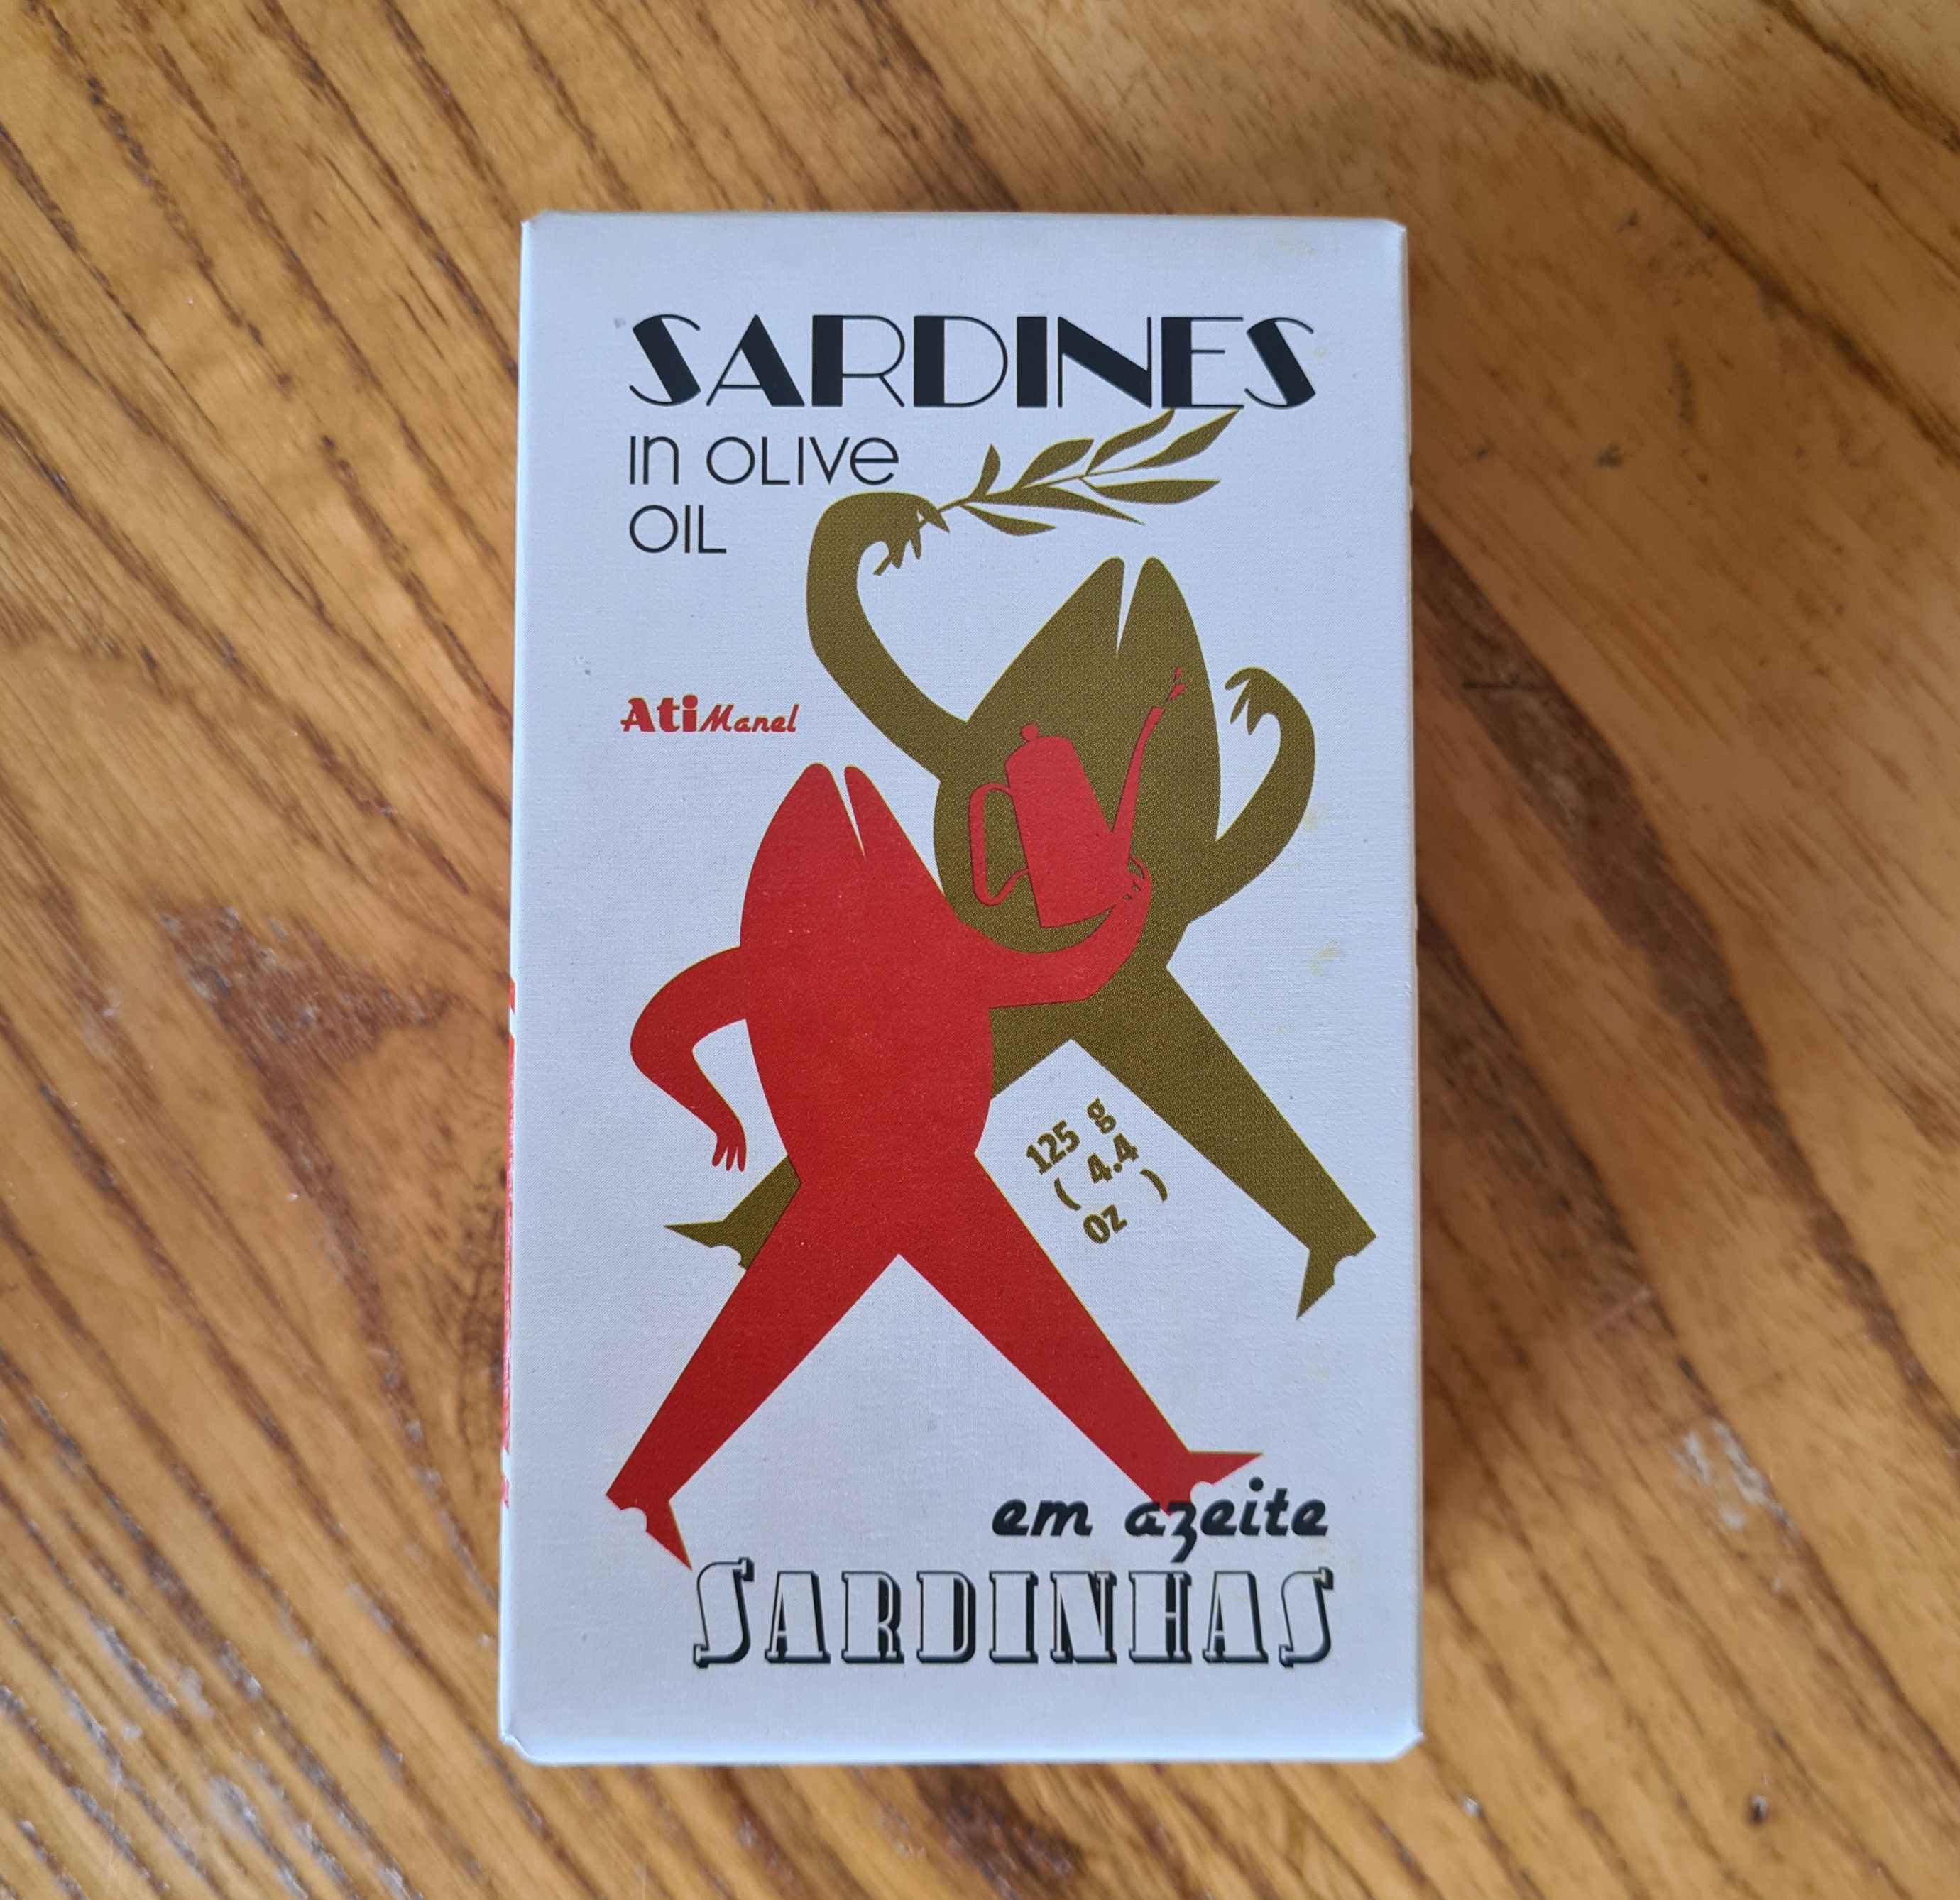 SARDINES
in OLIVe
OIL
AtiManel
125 g
( 4.4 )
Oz
em azeite
SARDINHAS